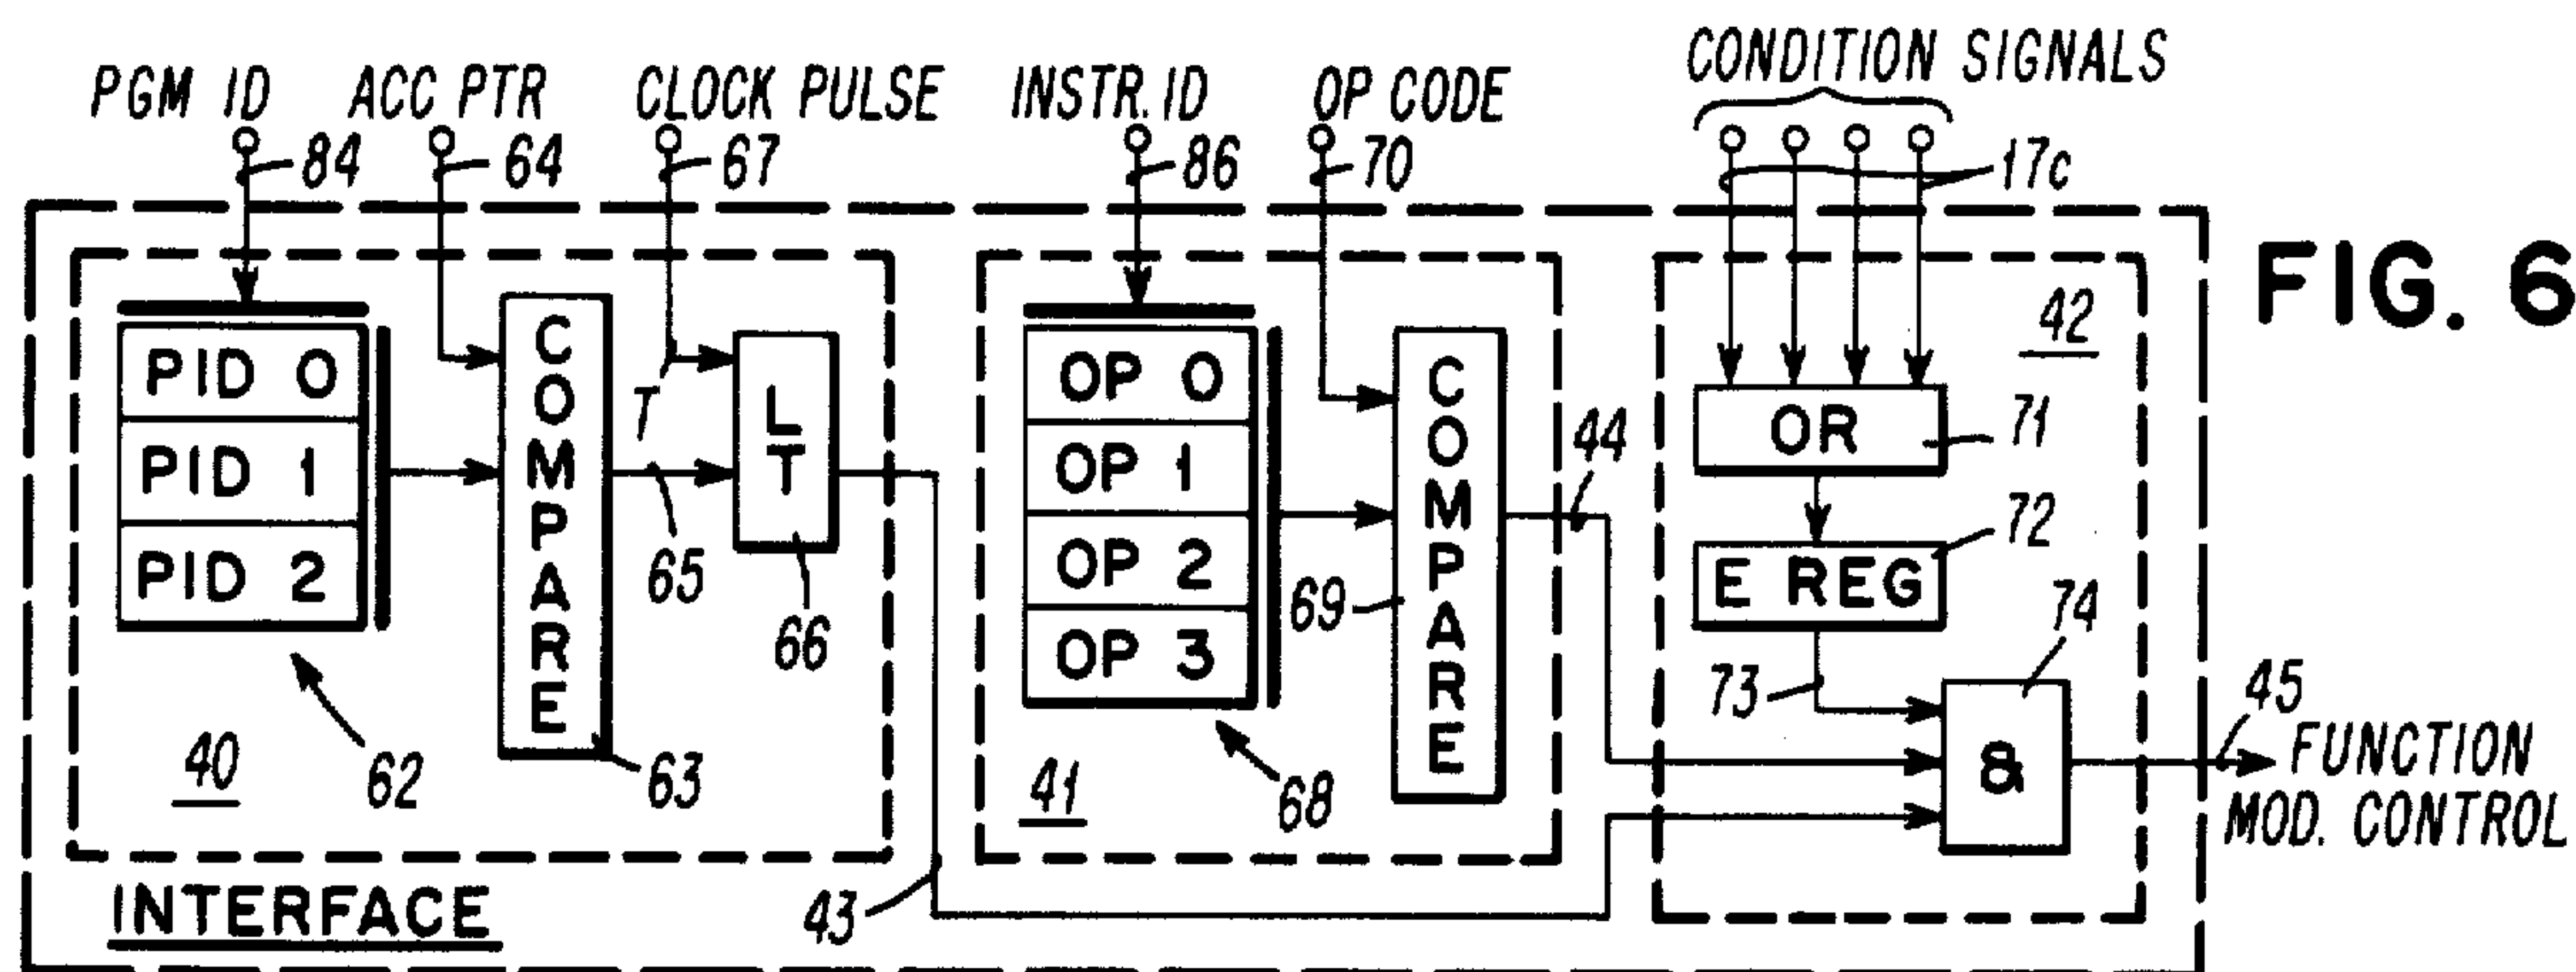 CONDITION SIGNALS
PGM ID
ACC PTR
CLOCK PULSE
INSTR. ID
OP CODE
84
64
67
86
70
17c
FIG. 6
PID 0
PID 1
PID 2
COMPARE
T
LT
65
66
40
62
63
OP 0
OP 1
OP 2
OP 3
COMPARE
69
44
41
68
42
OR
71
E REG
72
73
74
&
45
FUNCTION
MOD. CONTROL
43
INTERFACE